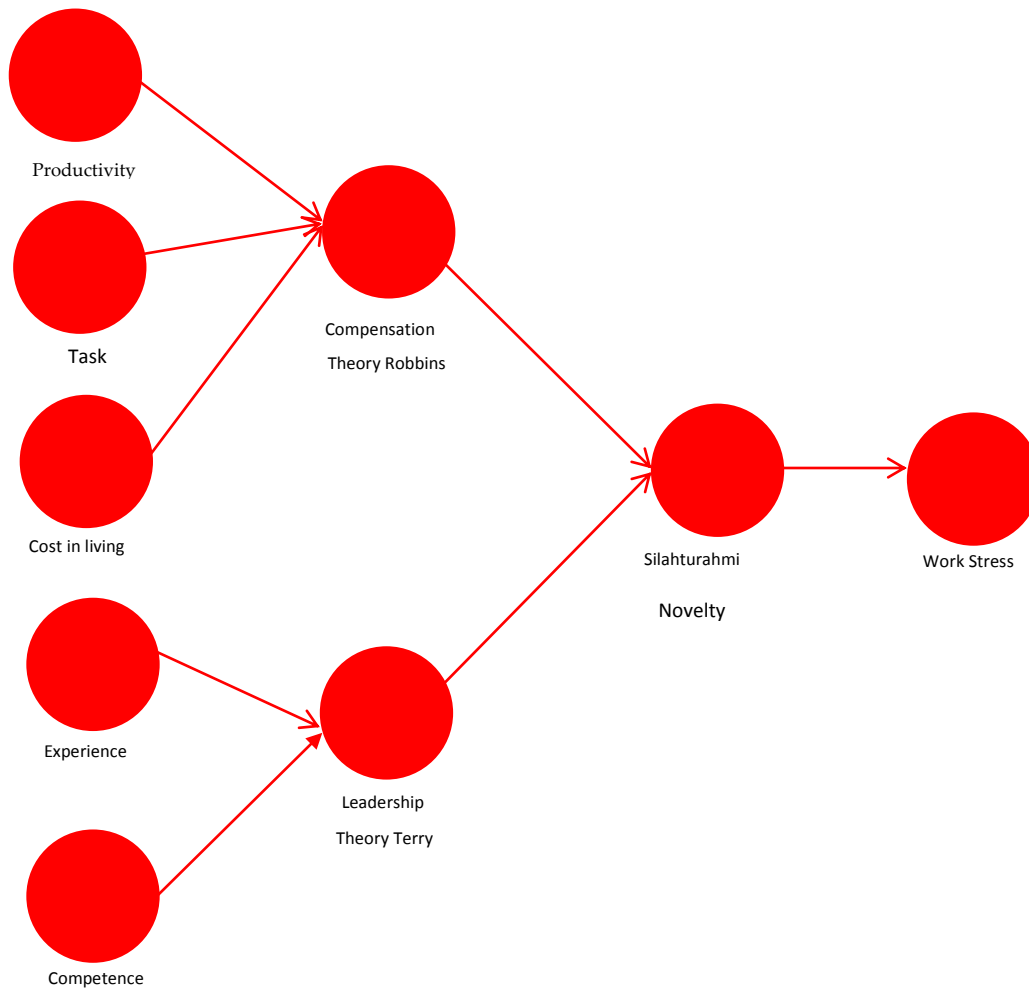 Productivity
Task
Cost in living
Experience
Competence
Compensation
Theory Robbins
Leadership
Theory Terry
Silahturahmi
Novelty
Work Stress